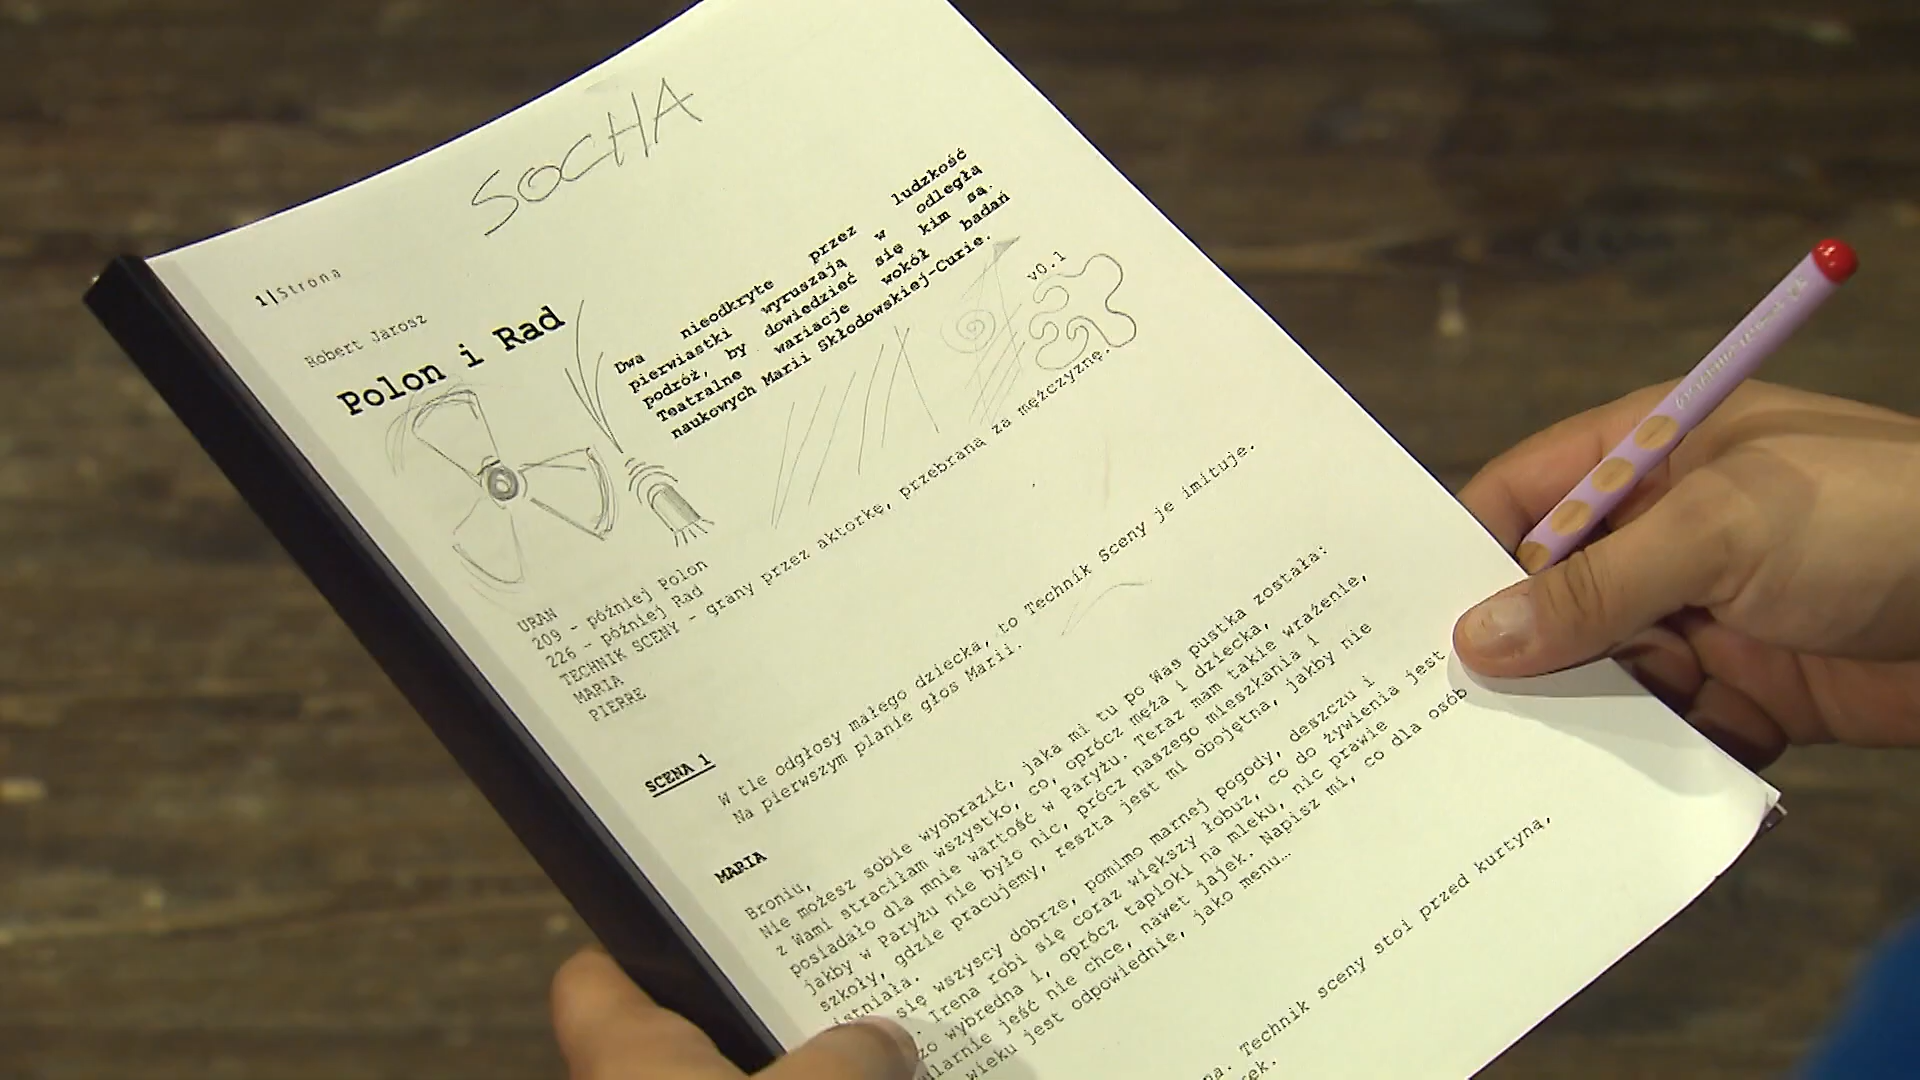 SOCHA
1|Strona
Robert Jarosz
Polon i Rad
Dwa nieodkryte przez ludzkość
pierwiastki wyruszają w odległą
podróż, by dowiedzieć się kim są.
Teatralne wariacje wokół badań
naukowych Marii Skłodowskiej-Curie.
v0.1
URAN
209 - później Polon
226 - później Rad
TECHNIK SCENY - grany przez aktorkę, przebraną za mężczyznę.
MARIA
PIERRE
SCENA 1
W tle odgłosy małego dziecka, to Technik Sceny je imituje.
Na pierwszym planie głos Marii.
MARIA
Broniu,
Nie możesz sobie wyobrazić, jaka mi tu po Was pustka została:
z Wami straciłam wszystko, co, oprócz męża i dziecka,
posiadało dla mnie wartość w Paryżu. Teraz mam takie wrażenie,
jakby w Paryżu nie było nic, prócz naszego mieszkania i
szkoły, gdzie pracujemy, reszta jest mi obojętna, jakby nie
istniała.
się wszyscy dobrze, pomimo marnej pogody, deszczu i
. Irena robi się coraz większy łobuz, co do żywienia jest
wybredna i, oprócz tapioki na mleku, nic prawie
jeść nie chce, nawet jajek. Napisz mi, co dla osób
wieku jest odpowiednie, jako menu…
Technik sceny stoi przed kurtyną,